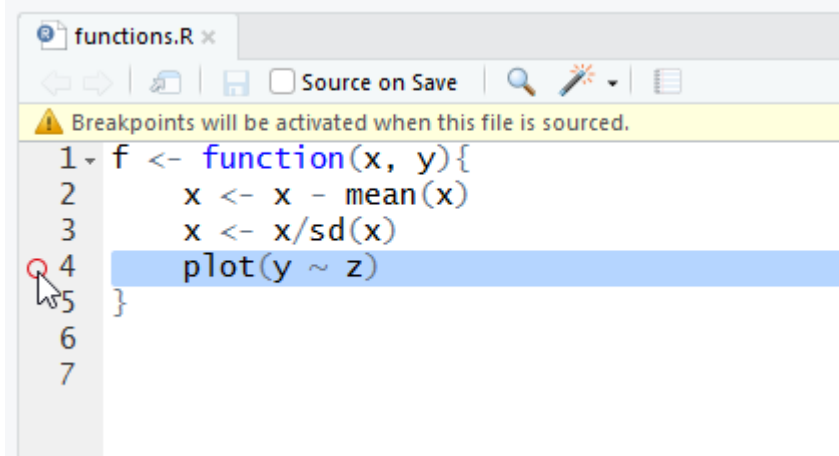 functions.R
Source on Save
Breakpoints will be activated when this file is sourced.
1 f <- function(x, y){
2 x <- x - mean(x)
3 x <- x/sd(x)
4 plot(y ~ z)
5 }
6
7